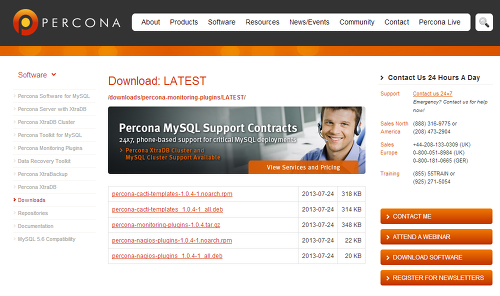 PERCONA
About Products Software Resources News/Events Community Contact Percona Live
Software
Percona Software for MySQL
Percona Server with XtraDB
Percona XtraDB Cluster
Percona Toolkit for MySQL
Percona Monitoring Plugins
Data Recovery Toolkit
Percona XtraBackup
Percona XtraDB
Downloads
Repositories
Documentation
MySQL 5.6 Compatibility
Download: LATEST
/downloads/percona-monitoring-plugins/LATEST/
Percona MySQL Support Contracts
24x7, phone-based support for critical MySQL deployments
Percona XtraDB Cluster and
MySQL Cluster Support Available
View Services and Pricing
percona-cacti-templates-1.0.4-1.noarch.rpm 2013-07-24 318 KB
percona-cacti-templates_1.0.4-1_all.deb 2013-07-24 314 KB
percona-monitoring-plugins-1.0.4.tar.gz 2013-07-24 348 KB
percona-nagios-plugins-1.0.4-1.noarch.rpm 2013-07-24 22 KB
percona-nagios-plugins_1.0.4-1_all.deb 2013-07-24 20 KB
Contact Us 24 Hours A Day
Support Contact us 24×7
Emergency? Contact us for help now!
Sales North America (888) 316-9775 or
(208) 473-2904
Sales Europe +44-208-133-0309 (UK)
0-800-051-8984 (UK)
0-800-181-0665 (GER)
Training (855) 55TRAIN or
(925) 271-5054
CONTACT ME
ATTEND A WEBINAR
DOWNLOAD SOFTWARE
REGISTER FOR NEWSLETTERS